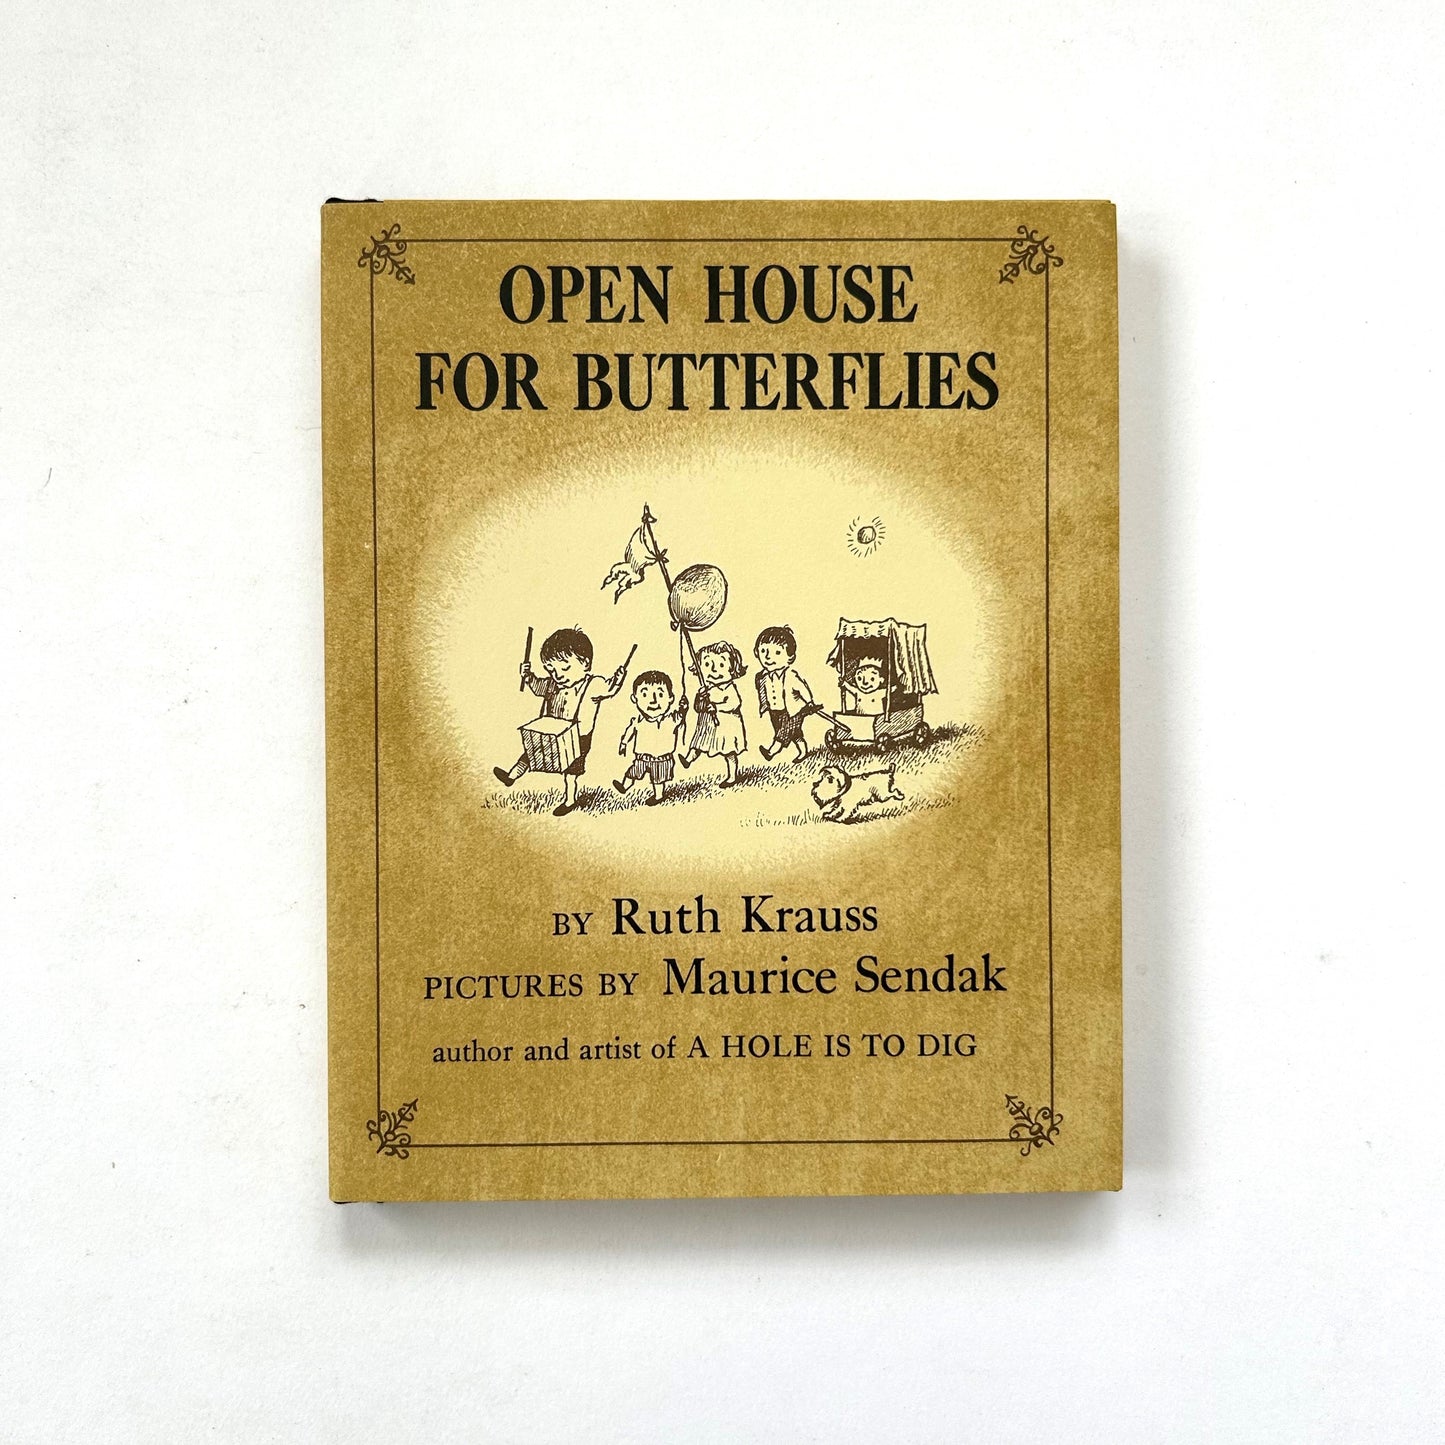 OPEN HOUSE
FOR BUTTERFLIES
BY Ruth Krauss
PICTURES BY Maurice Sendak
author and artist of A HOLE IS TO DIG